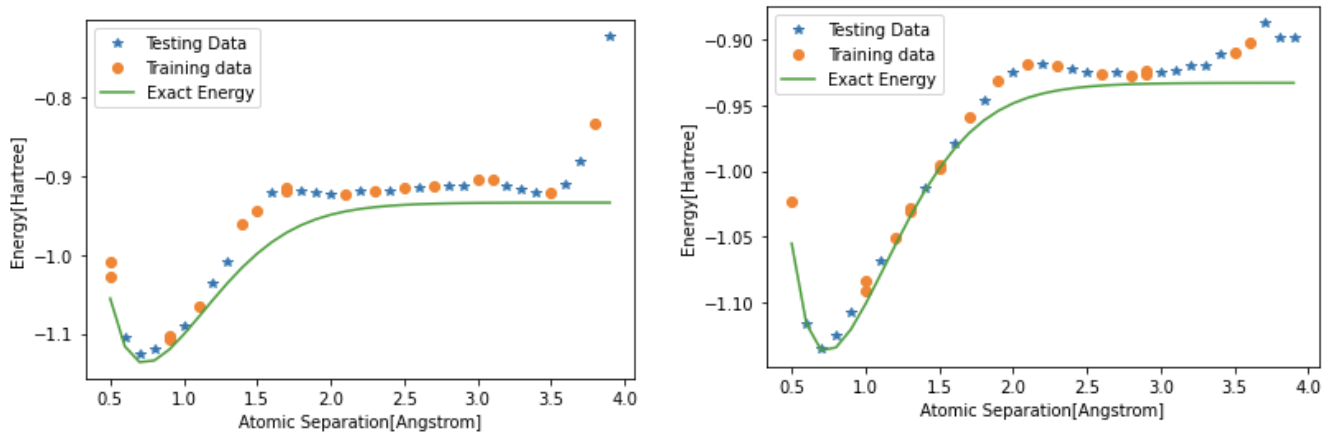 Testing Data
Training data
Exact Energy
Energy[Hartree]
−0.8
−0.9
−1.0
−1.1
0.5 1.0 1.5 2.0 2.5 3.0 3.5 4.0
Atomic Separation[Angstrom]
Testing Data
Training data
Exact Energy
Energy[Hartree]
−0.90
−0.95
−1.00
−1.05
−1.10
0.5 1.0 1.5 2.0 2.5 3.0 3.5 4.0
Atomic Separation[Angstrom]